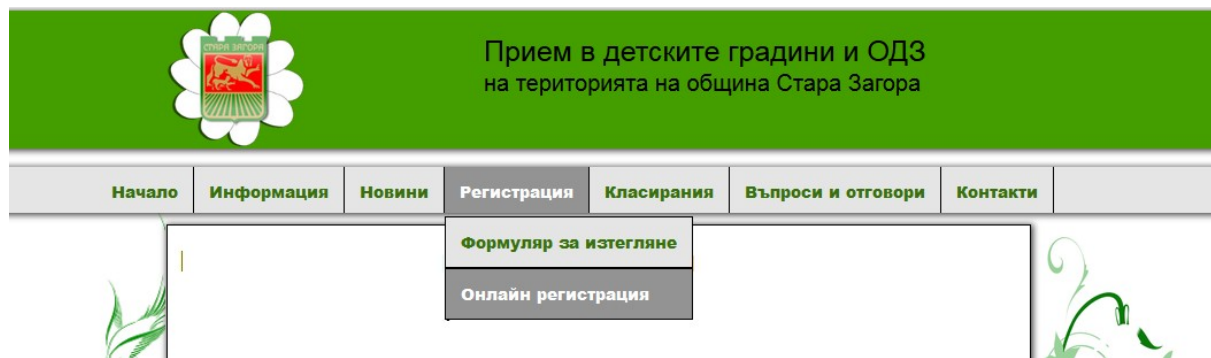 СТАРА ЗАГОРА
Прием в детските градини и ОДЗ
на територията на община Стара Загора
Начало
Информация
Новини
Регистрация
Класирания
Въпроси и отговори
Контакти
Формуляр за изтегляне
Онлайн регистрация